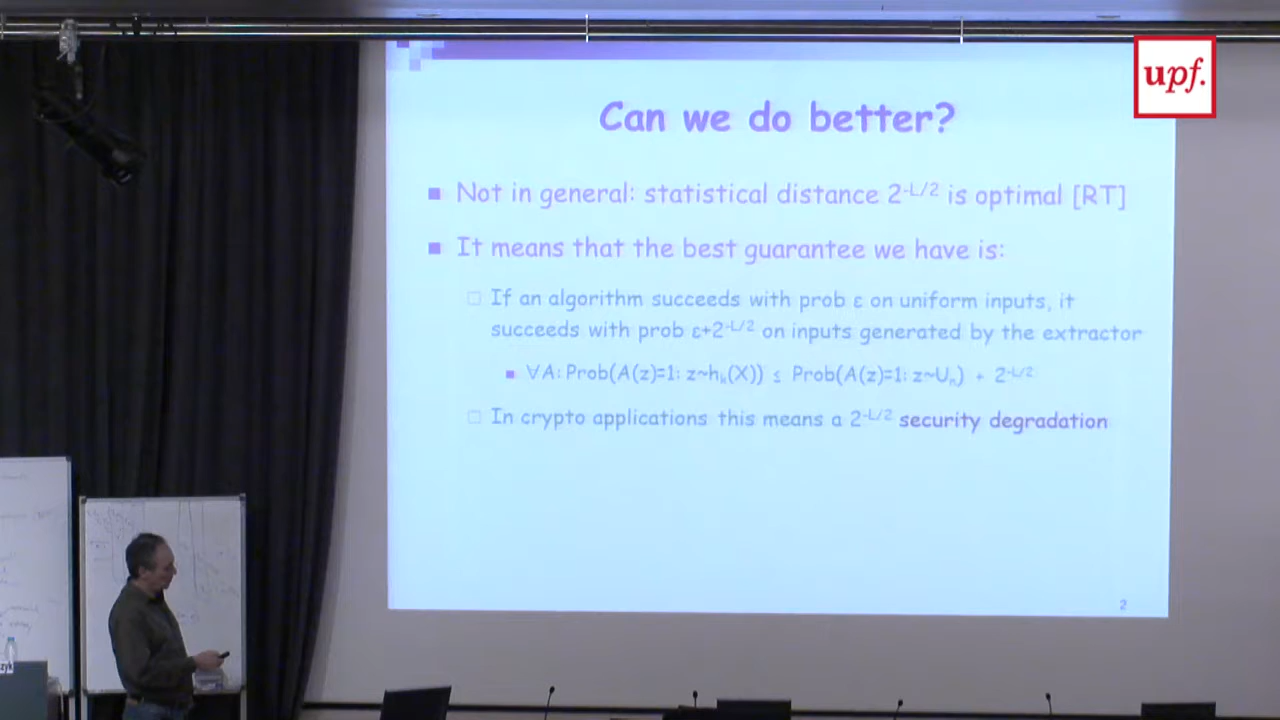 upf.
Can we do better?
Not in general: statistical distance 2^-L/2 is optimal [RT]
It means that the best guarantee we have is:
If an algorithm succeeds with prob ε on uniform inputs, it
succeeds with prob ε+2^-L/2 on inputs generated by the extractor
∀A: Prob(A(z)=1: z~h_k(X)) ≤ Prob(A(z)=1: z~U_n) + 2^-L/2
In crypto applications this means a 2^-L/2 security degradation
2
zyk